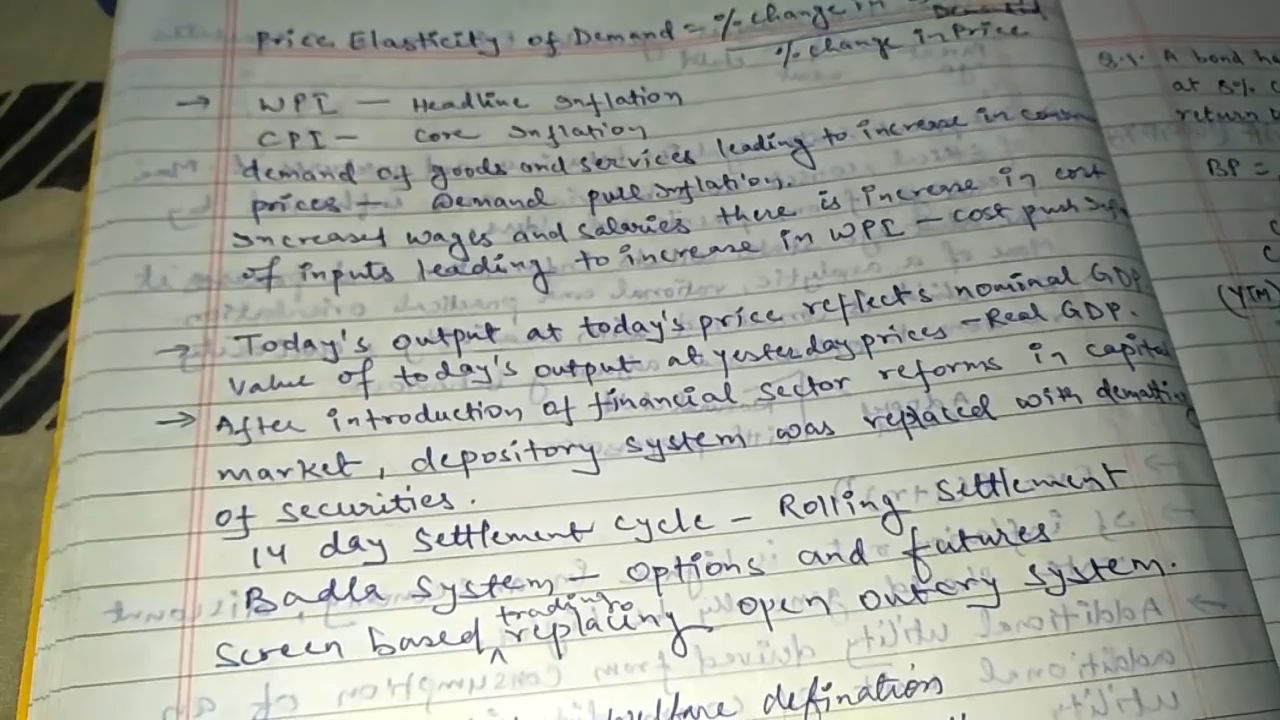 Price Elasticity of Demand = % change in Demanded
% change in Price
→ WPI — Headline Inflation
CPI — Core Inflation
demand of goods and services leading to increase in
prices — Demand pull inflation.
Increased wages and salaries there is increase in cost
of inputs leading to increase in WPI — cost push
→ Today's output at today's price reflects nominal GDP
Value of today's output at yesterday prices — Real GDP.
→ After introduction of financial sector reforms in capital
market, depository system was replaced with
of securities.
14 day settlement cycle — Rolling Settlement
Badla System — options and futures
trading
Screen based ^ replacing open outcry system.
welfare defination
Q.1. A bond ha
at 8% c
return
BP =
C
C
(YTM)